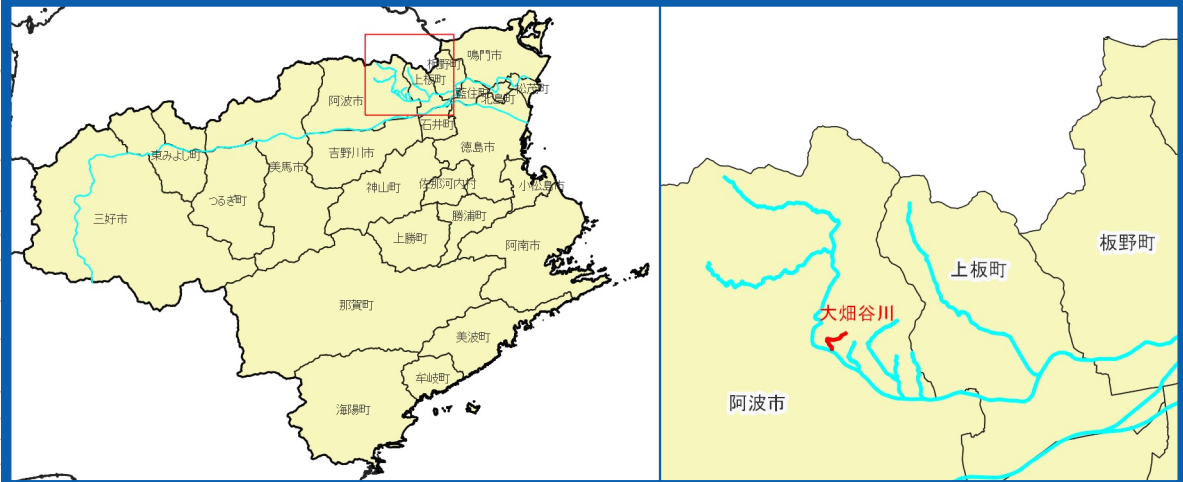 鳴門市
板野町
上板町
松茂町
藍住町
北島町
阿波市
石井町
徳島市
吉野川市
東みよし町
美馬市
佐那河内村
小松島市
神山町
つるぎ町
三好市
勝浦町
上勝町
阿南市
那賀町
美波町
牟岐町
海陽町
板野町
上板町
大畑谷川
阿波市